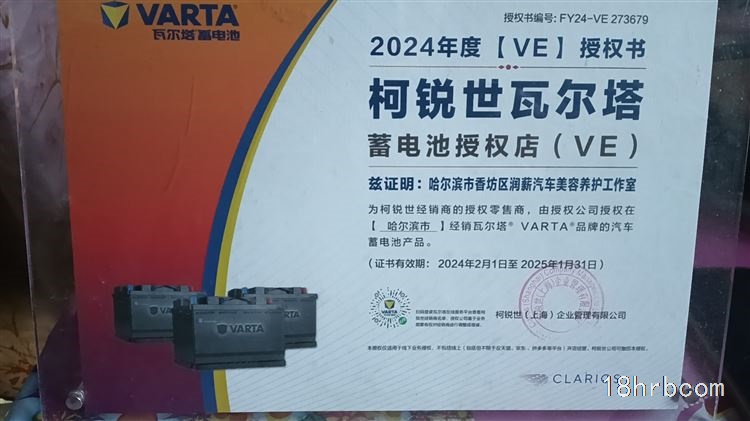 VARTA
瓦尔塔蓄电池
授权书编号: FY24-VE 273679
2024年度【VE】授权书
柯锐世瓦尔塔
蓄电池授权店(VE)
兹证明: 哈尔滨市香坊区润薪汽车美容养护工作室
为柯锐世经销商的授权零售商,由授权公司授权在
【 哈尔滨市 】经销瓦尔塔® VARTA®品牌的汽车
蓄电池产品。
(证书有效期: 2024年2月1日至 2025年1月31日)
柯锐世(上海)企业管理有限公司
VARTA
CLARIOS
18hrbcom